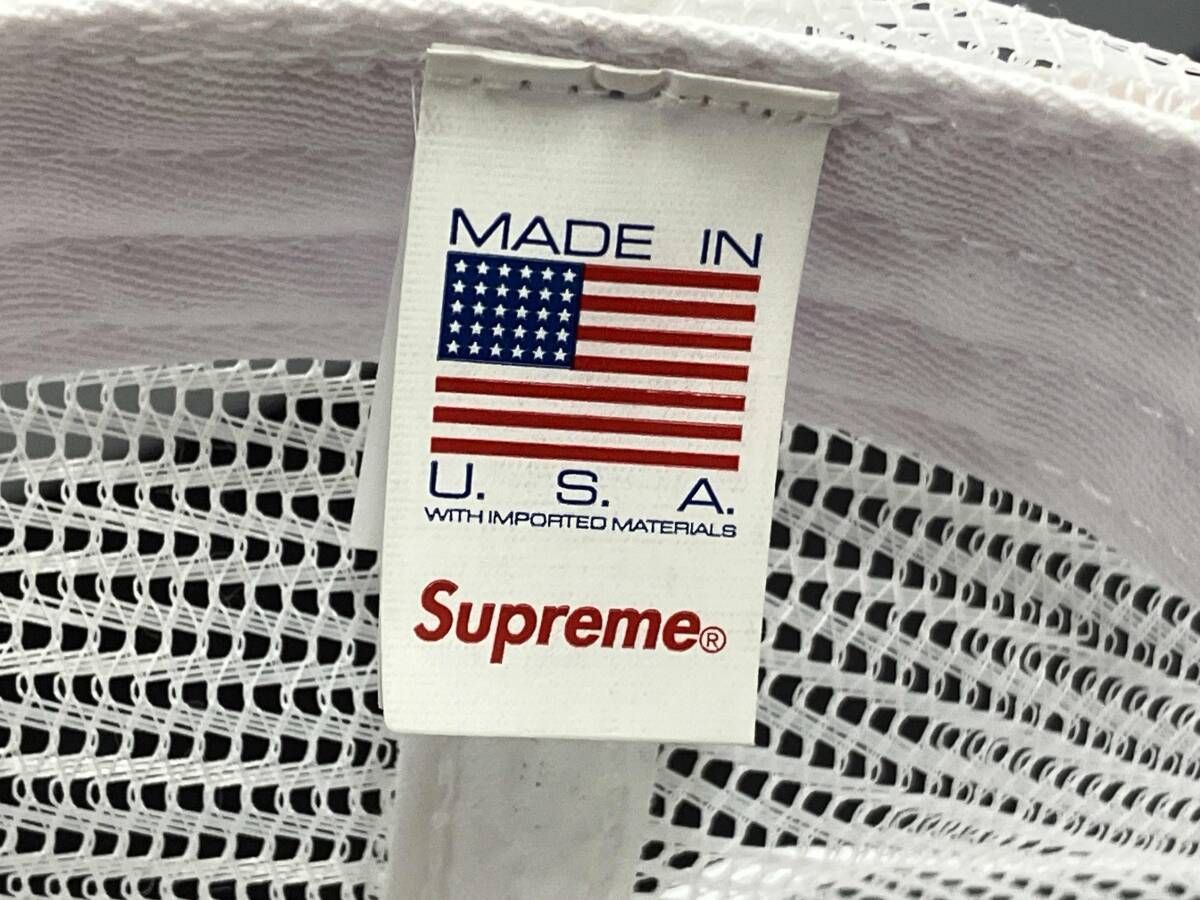 MADE IN
U. S. A.
WITH IMPORTED MATERIALS
Supreme®